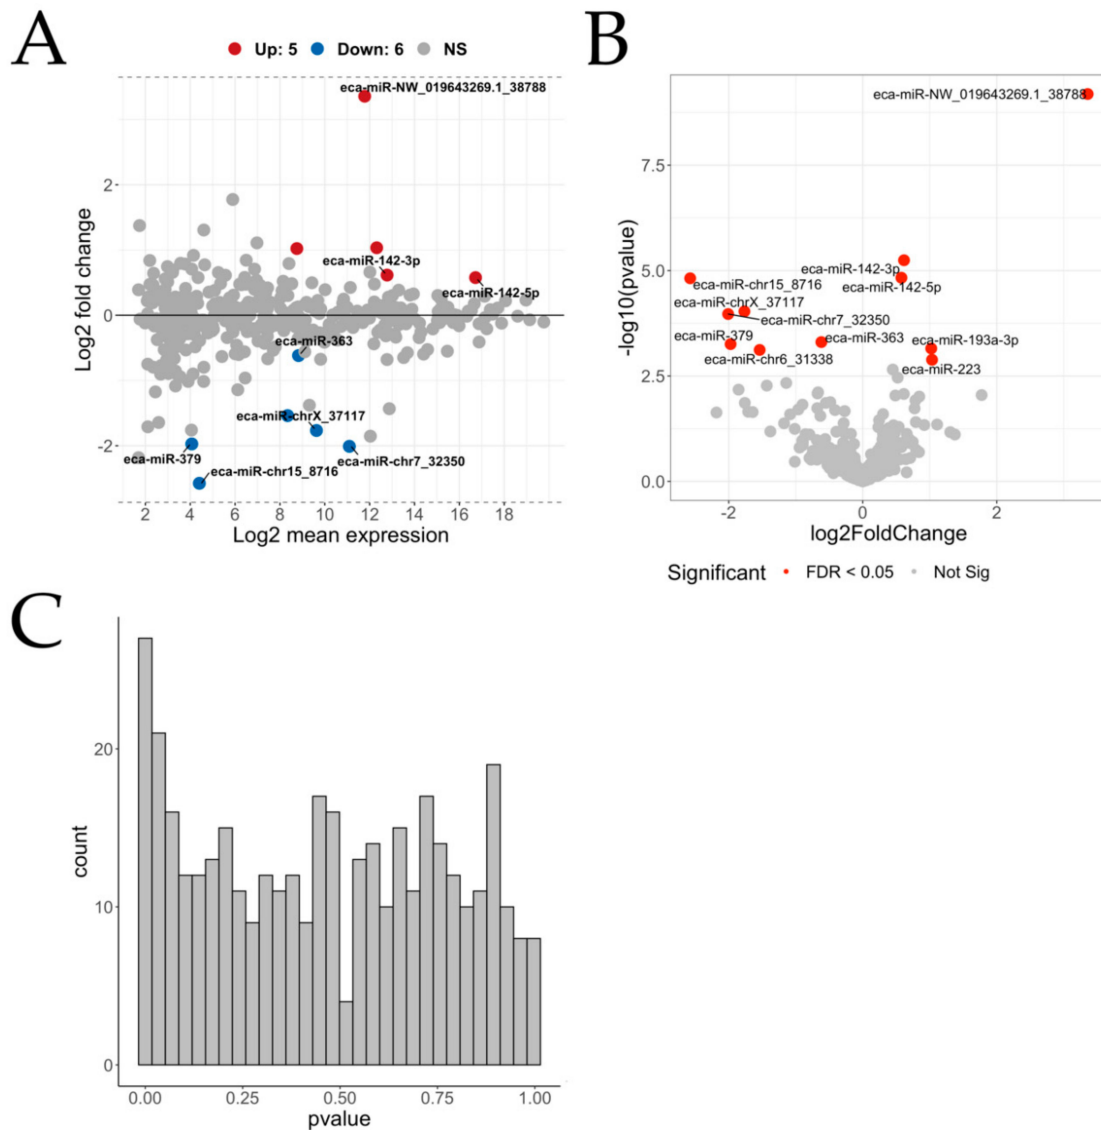 A
Up: 5 Down: 6 NS
eca-miR-NW_019643269.1_38788
eca-miR-142-3p
eca-miR-142-5p
eca-miR-363
eca-miR-chrX_37117
eca-miR-379
eca-miR-chr7_32350
eca-miR-chr15_8716
Log2 fold change
2
0
-2
2 4 6 8 10 12 14 16 18
Log2 mean expression
B
eca-miR-NW_019643269.1_38788
eca-miR-142-3p
eca-miR-chr15_8716
eca-miR-142-5p
eca-miR-chrX_37117
eca-miR-chr7_32350
eca-miR-379
eca-miR-363
eca-miR-193a-3p
eca-miR-chr6_31338
eca-miR-223
-log10(pvalue)
7.5
5.0
2.5
0.0
-2 0 2
log2FoldChange
Significant FDR < 0.05 Not Sig
C
count
20
10
0
0.00 0.25 0.50 0.75 1.00
pvalue